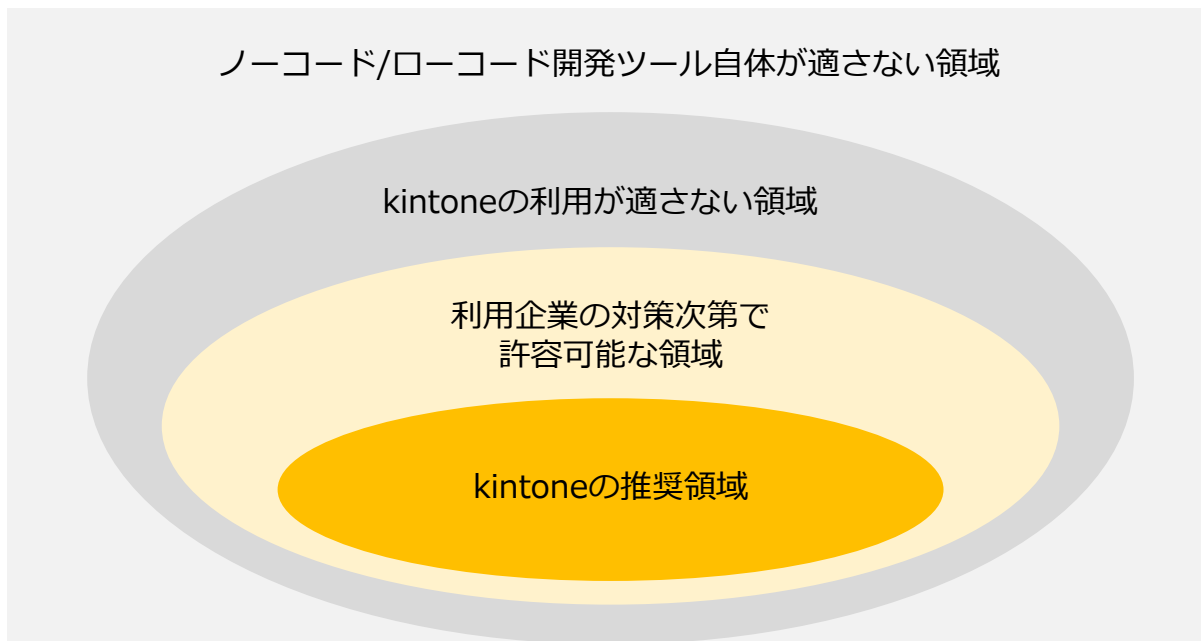 ノーコード/ローコード開発ツール自体が適さない領域
kintoneの利用が適さない領域
利用企業の対策次第で
許容可能な領域
kintoneの推奨領域